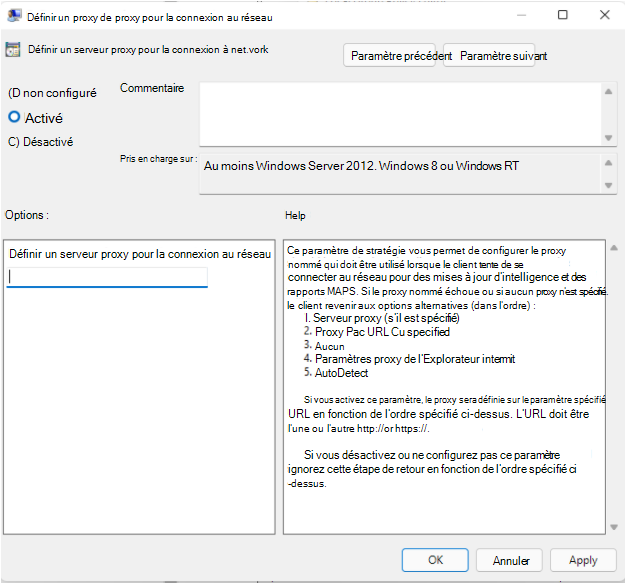 Définir un proxy de proxy pour la connexion au réseau
Définir un serveur proxy pour la connexion à net.vork
Paramètre précédent
Paramètre suivant
(D non configuré
Commentaire
Activé
C) Désactivé
Pris en charge sur :
Au moins Windows Server 2012. Windows 8 ou Windows RT
Options :
Help
Définir un serveur proxy pour la connexion au réseau
Ce paramètre de stratégie vous permet de configurer le proxy
nommé qui doit être utilisé lorsque le client tente de se
connecter au réseau pour des mises à jour d'intelligence et des
rapports MAPS. Si le proxy nommé échoue ou si aucun proxy n'est spécifié.
le client revenir aux options alternatives (dans l'ordre) :
l. Serveur proxy (s'il est spécifié)
2. Proxy Pac URL Cu specified
3. Aucun
4. Paramètres proxy de l'Explorateur intermit
5. AutoDetect
Si vous activez ce paramètre, le proxy sera définie sur le paramètre spécifié
URL en fonction de l'ordre spécifié ci-dessus. L'URL doit être
l'une ou l'autre http://or https://.
Si vous désactivez ou ne configurez pas ce paramètre
ignorez cette étape de retour en fonction de l'ordre spécifié ci
-dessus.
OK
Annuler
Apply